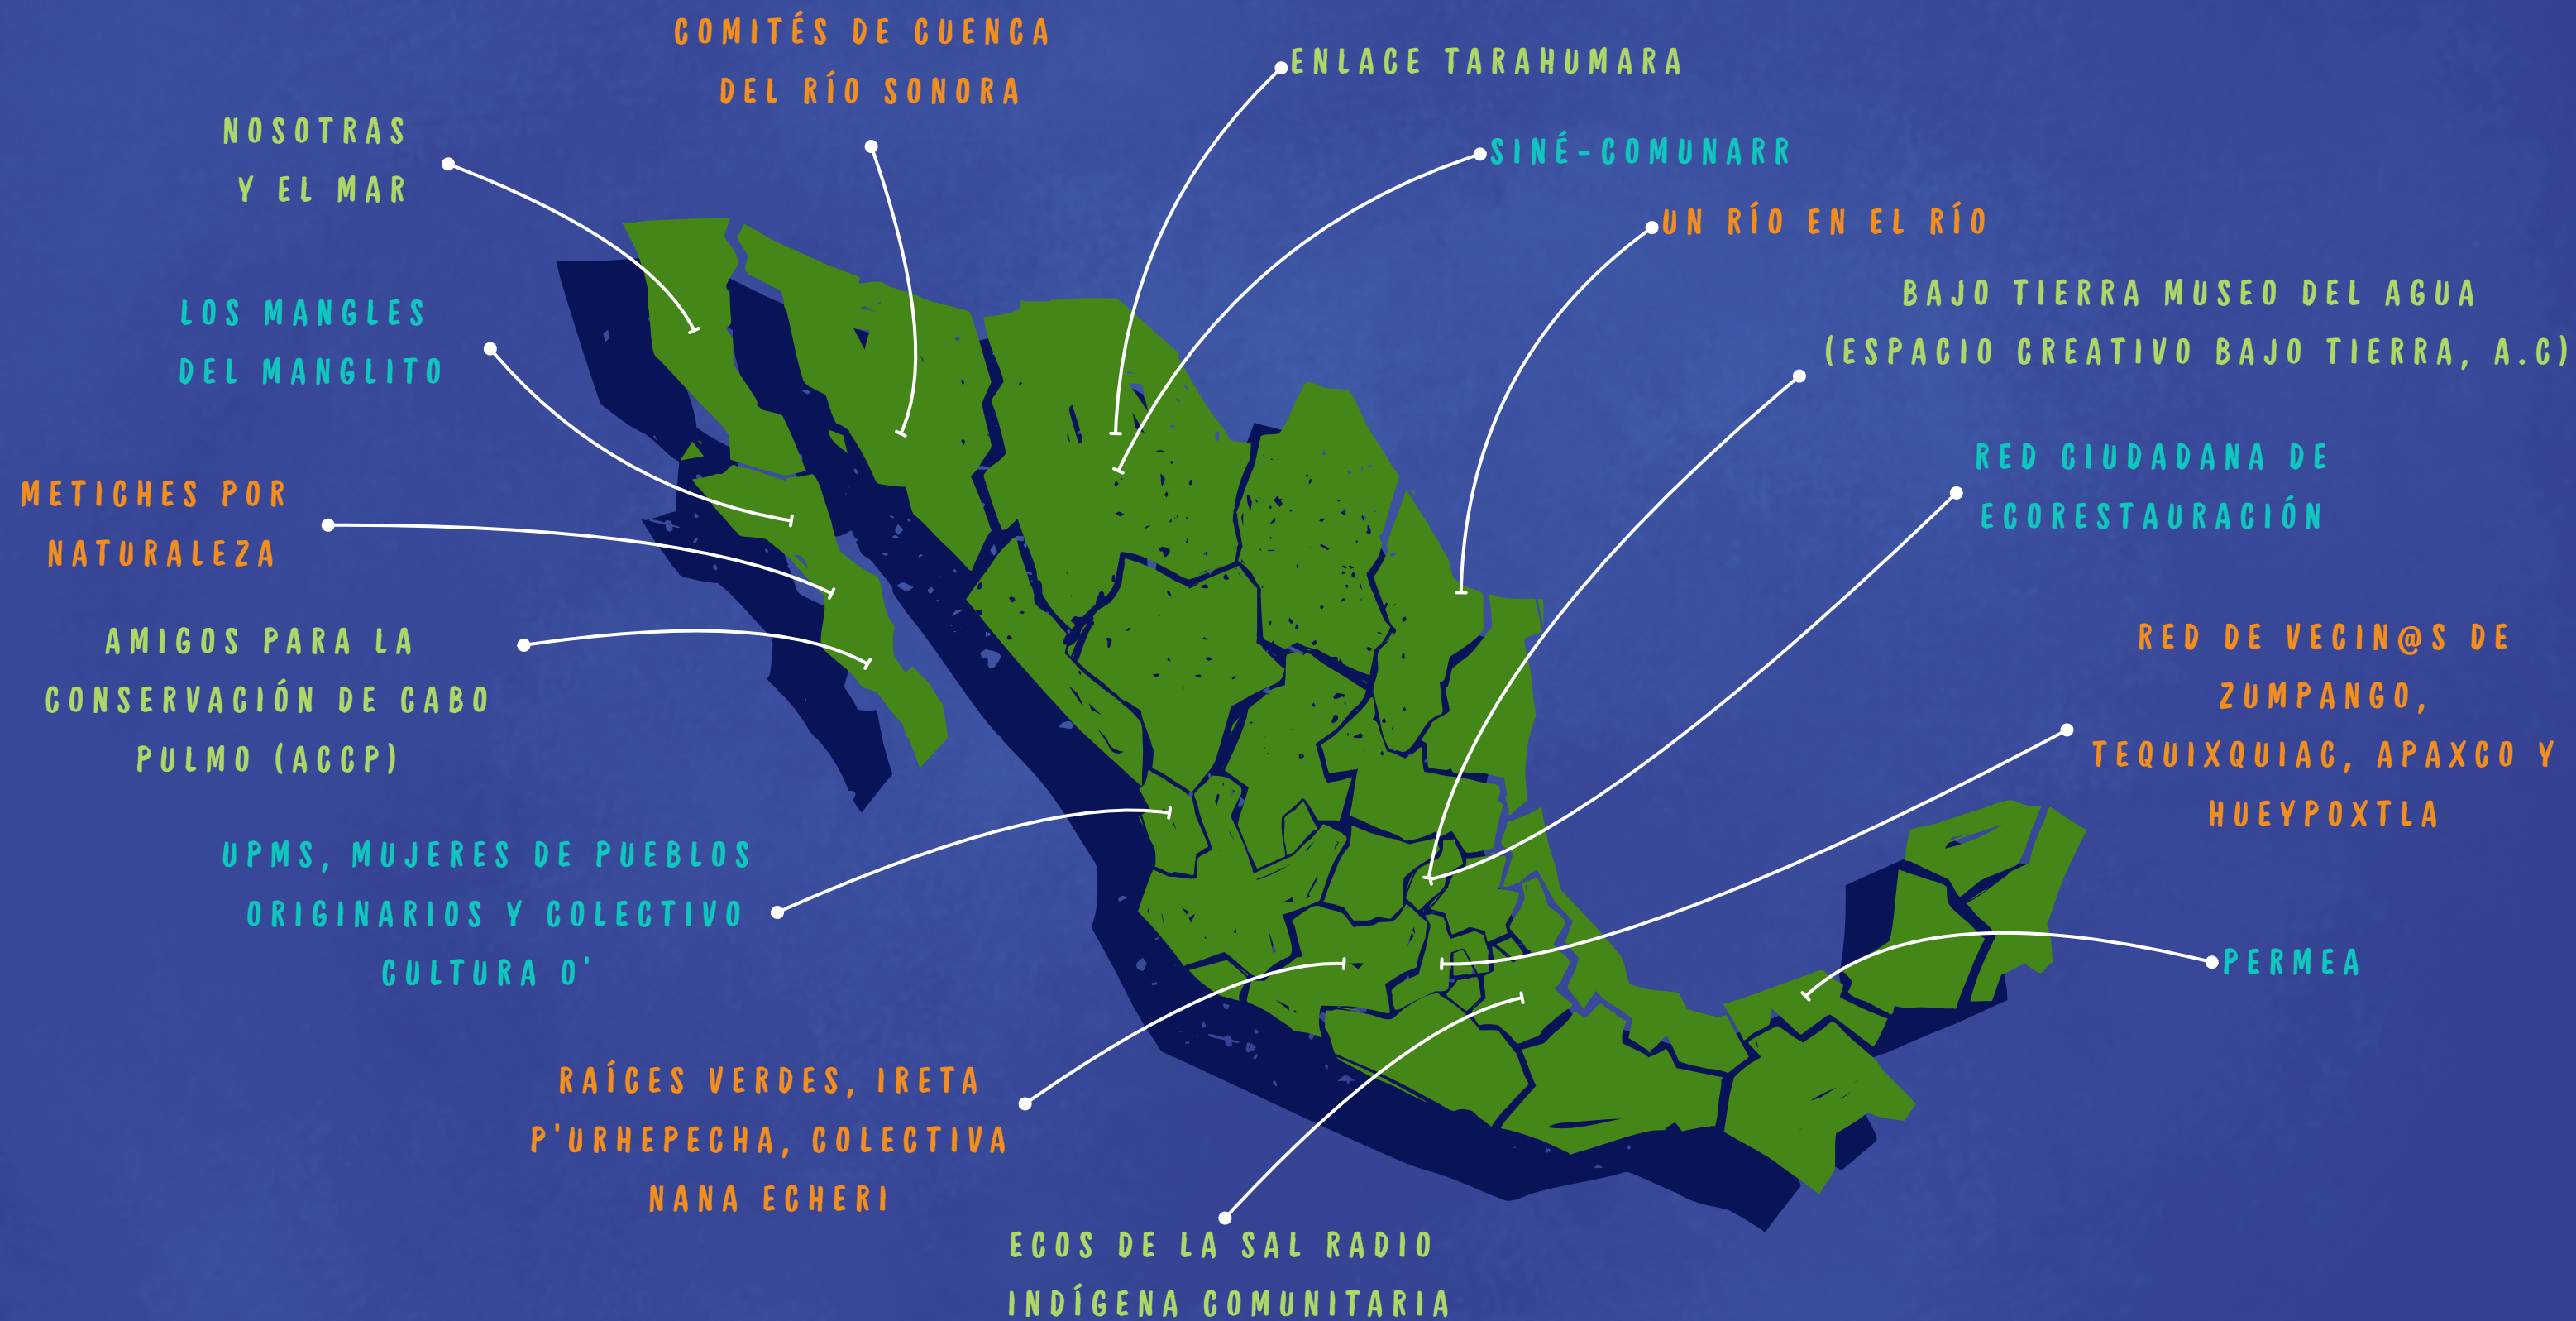 COMITÉS DE CUENCA
DEL RÍO SONORA
ENLACE TARAHUMARA
NOSOTRAS
Y EL MAR
SINÉ-COMUNARR
UN RÍO EN EL RÍO
BAJO TIERRA MUSEO DEL AGUA
(ESPACIO CREATIVO BAJO TIERRA, A.C)
LOS MANGLES
DEL MANGLITO
RED CIUDADANA DE
ECORESTAURACIÓN
METICHES POR
NATURALEZA
AMIGOS PARA LA
CONSERVACIÓN DE CABO
PULMO (ACCP)
RED DE VECIN@S DE
ZUMPANGO,
TEQUIXQUIAC, APAXCO Y
HUEYPOXTLA
UPMS, MUJERES DE PUEBLOS
ORIGINARIOS Y COLECTIVO
CULTURA O'
PERMEA
RAÍCES VERDES, IRETA
P'URHEPECHA, COLECTIVA
NANA ECHERI
ECOS DE LA SAL RADIO
INDÍGENA COMUNITARIA